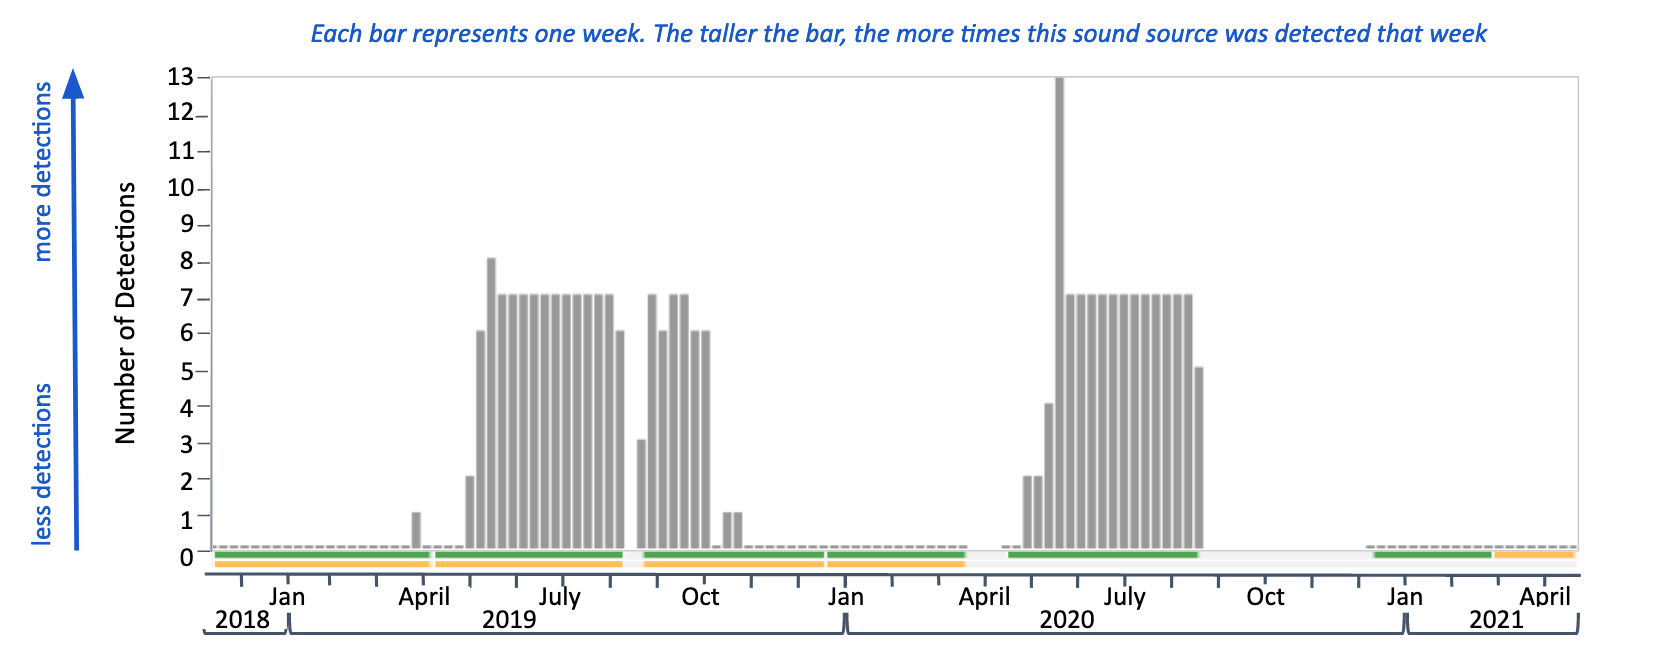 Each bar represents one week. The taller the bar, the more times this sound source was detected that week
more detections
less detections
Number of Detections
13
12
11
10
9
8
7
6
5
4
3
2
1
0
Jan April July Oct Jan April July Oct Jan April
2018 2019 2020 2021